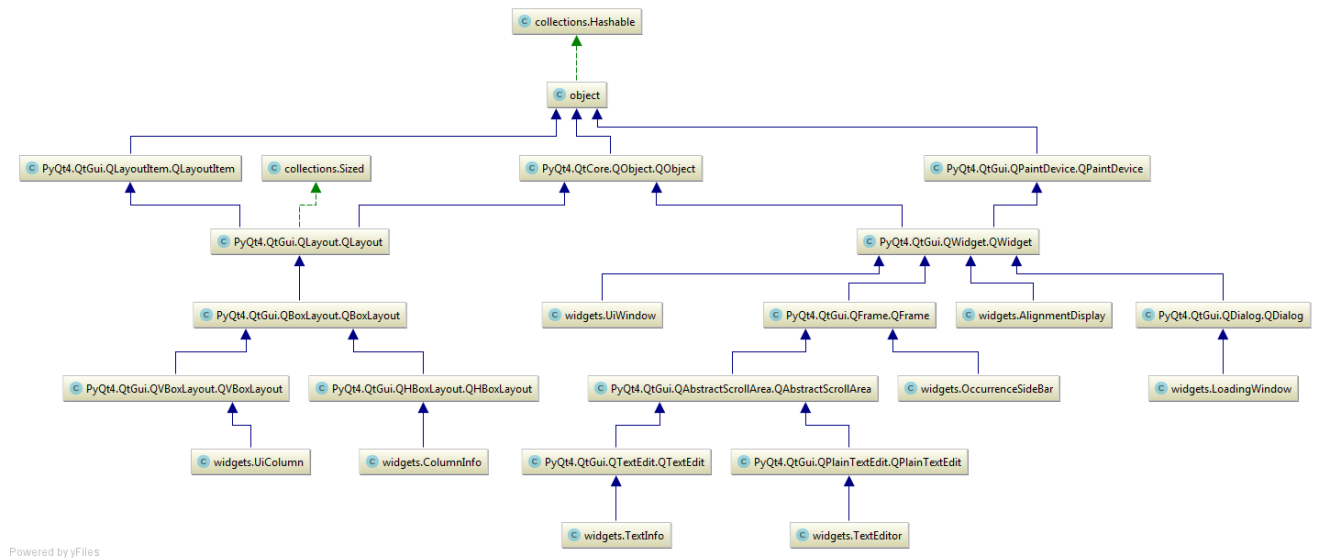 C collections.Hashable
C object
C PyQt4.QtGui.QLayoutItem.QLayoutItem
C collections.Sized
C PyQt4.QtCore.QObject.QObject
C PyQt4.QtGui.QPaintDevice.QPaintDevice
C PyQt4.QtGui.QLayout.QLayout
C PyQt4.QtGui.QWidget.QWidget
C PyQt4.QtGui.QBoxLayout.QBoxLayout
C widgets.UiWindow
C PyQt4.QtGui.QFrame.QFrame
C widgets.AlignmentDisplay
C PyQt4.QtGui.QDialog.QDialog
C PyQt4.QtGui.QVBoxLayout.QVBoxLayout
C PyQt4.QtGui.QHBoxLayout.QHBoxLayout
C PyQt4.QtGui.QAbstractScrollArea.QAbstractScrollArea
C widgets.OccurrenceSideBar
C widgets.LoadingWindow
C widgets.UiColumn
C widgets.ColumnInfo
C PyQt4.QtGui.QTextEdit.QTextEdit
C PyQt4.QtGui.QPlainTextEdit.QPlainTextEdit
C widgets.TextInfo
C widgets.TextEditor
Powered by yFiles